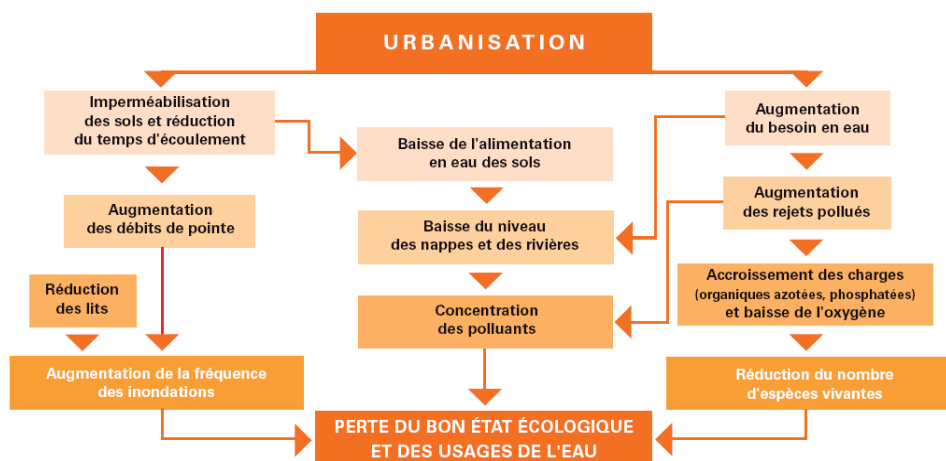 URBANISATION
Imperméabilisation
des sols et réduction
du temps d'écoulement
Augmentation
du besoin en eau
Baisse de l'alimentation
en eau des sols
Augmentation
des débits de pointe
Baisse du niveau
des nappes et des rivières
Augmentation
des rejets pollués
Réduction
des lits
Concentration
des polluants
Accroissement des charges
(organiques azotées, phosphatées)
et baisse de l'oxygène
Augmentation de la fréquence
des inondations
Réduction du nombre
d'espèces vivantes
PERTE DU BON ÉTAT ÉCOLOGIQUE
ET DES USAGES DE L'EAU